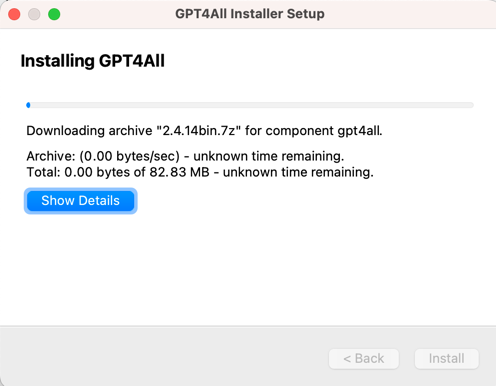 GPT4All Installer Setup
Installing GPT4All
Downloading archive "2.4.14bin.7z" for component gpt4all.
Archive: (0.00 bytes/sec) - unknown time remaining.
Total: 0.00 bytes of 82.83 MB - unknown time remaining.
Show Details
< Back
Install